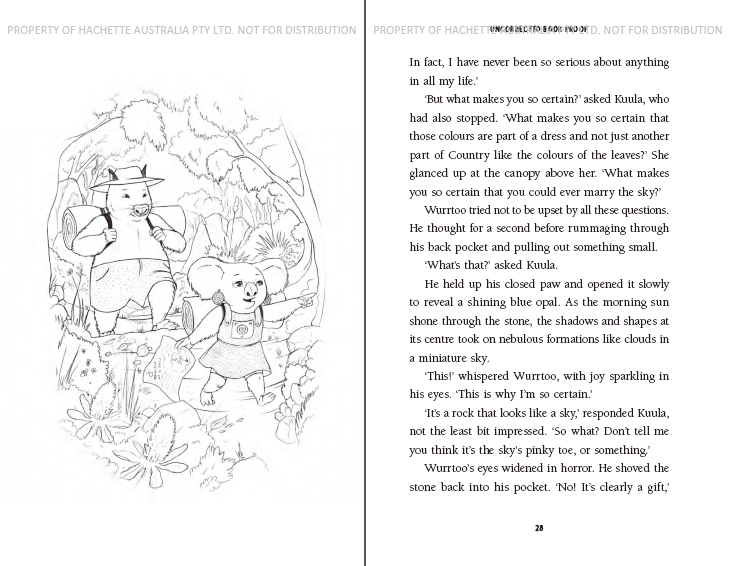 PROPERTY OF HACHETTE AUSTRALIA PTY LTD. NOT FOR DISTRIBUTION
PROPERTY OF HACHETTE AUSTRALIA PTY LTD. NOT FOR DISTRIBUTION
In fact, I have never been so serious about anything
in all my life.’
‘But what makes you so certain?’ asked Kuula, who
had also stopped. ‘What makes you so certain that
those colours are part of a dress and not just another
part of Country like the colours of the leaves?’ She
glanced up at the canopy above her. ‘What makes
you so certain that you could ever marry the sky?’
Wurrtoo tried not to be upset by all these questions.
He thought for a second before rummaging through
his back pocket and pulling out something small.
‘What’s that?’ asked Kuula.
He held up his closed paw and opened it slowly
to reveal a shining blue opal. As the morning sun
shone through the stone, the shadows and shapes at
its centre took on nebulous formations like clouds in
a miniature sky.
‘This!’ whispered Wurrtoo, with joy sparkling in
his eyes. ‘This is why I’m so certain.’
‘It’s a rock that looks like a sky,’ responded Kuula,
not the least bit impressed. ‘So what? Don’t tell me
you think it’s the sky’s pinky toe, or something.’
Wurrtoo’s eyes widened in horror. He shoved the
stone back into his pocket. ‘No! It’s clearly a gift,’
28